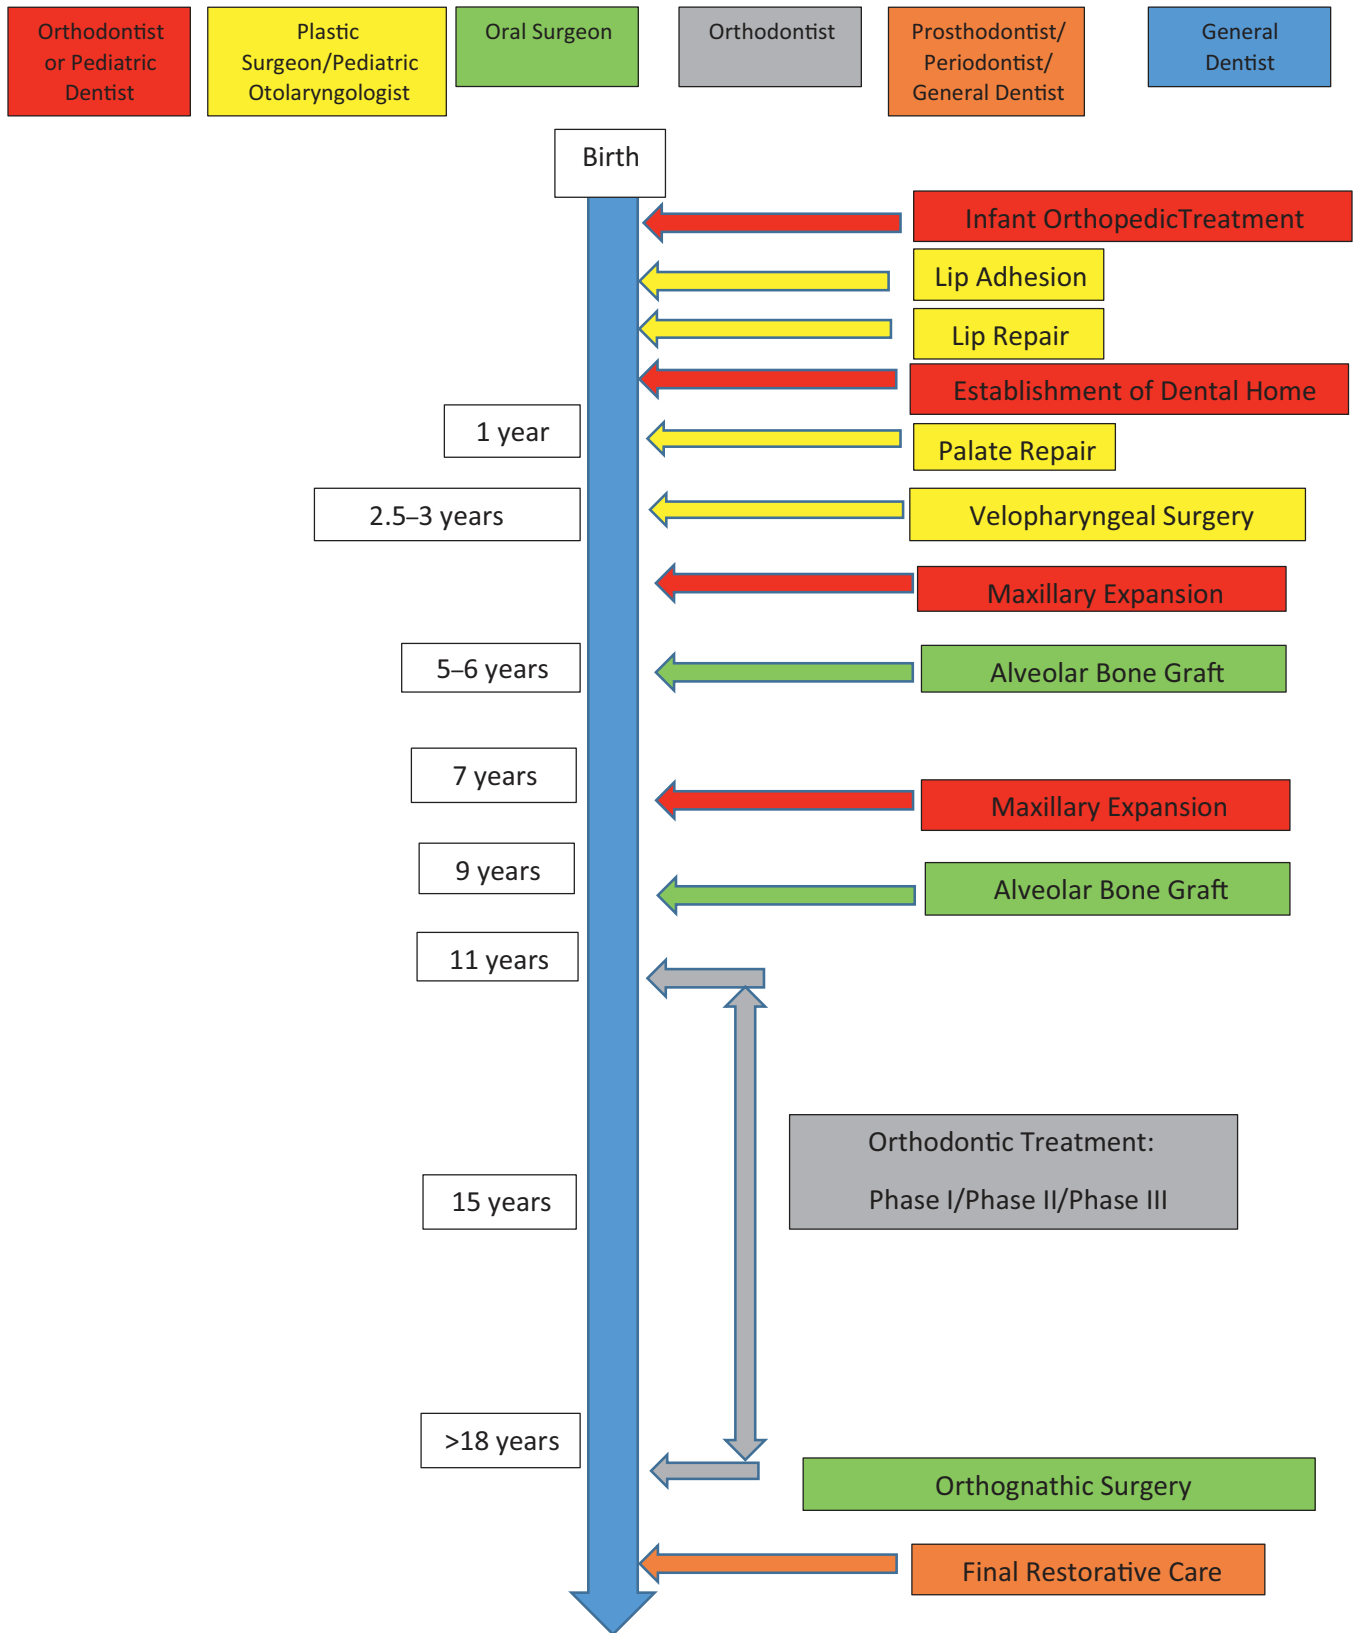 Orthodontist
or Pediatric
Dentist
Plastic
Surgeon/Pediatric
Otolaryngologist
Oral Surgeon
Orthodontist
Prosthodontist/
Periodontist/
General Dentist
General
Dentist
Birth
Infant OrthopedicTreatment
Lip Adhesion
Lip Repair
Establishment of Dental Home
1 year
Palate Repair
2.5–3 years
Velopharyngeal Surgery
Maxillary Expansion
5–6 years
Alveolar Bone Graft
7 years
Maxillary Expansion
9 years
Alveolar Bone Graft
11 years
Orthodontic Treatment:
Phase I/Phase II/Phase III
15 years
>18 years
Orthognathic Surgery
Final Restorative Care